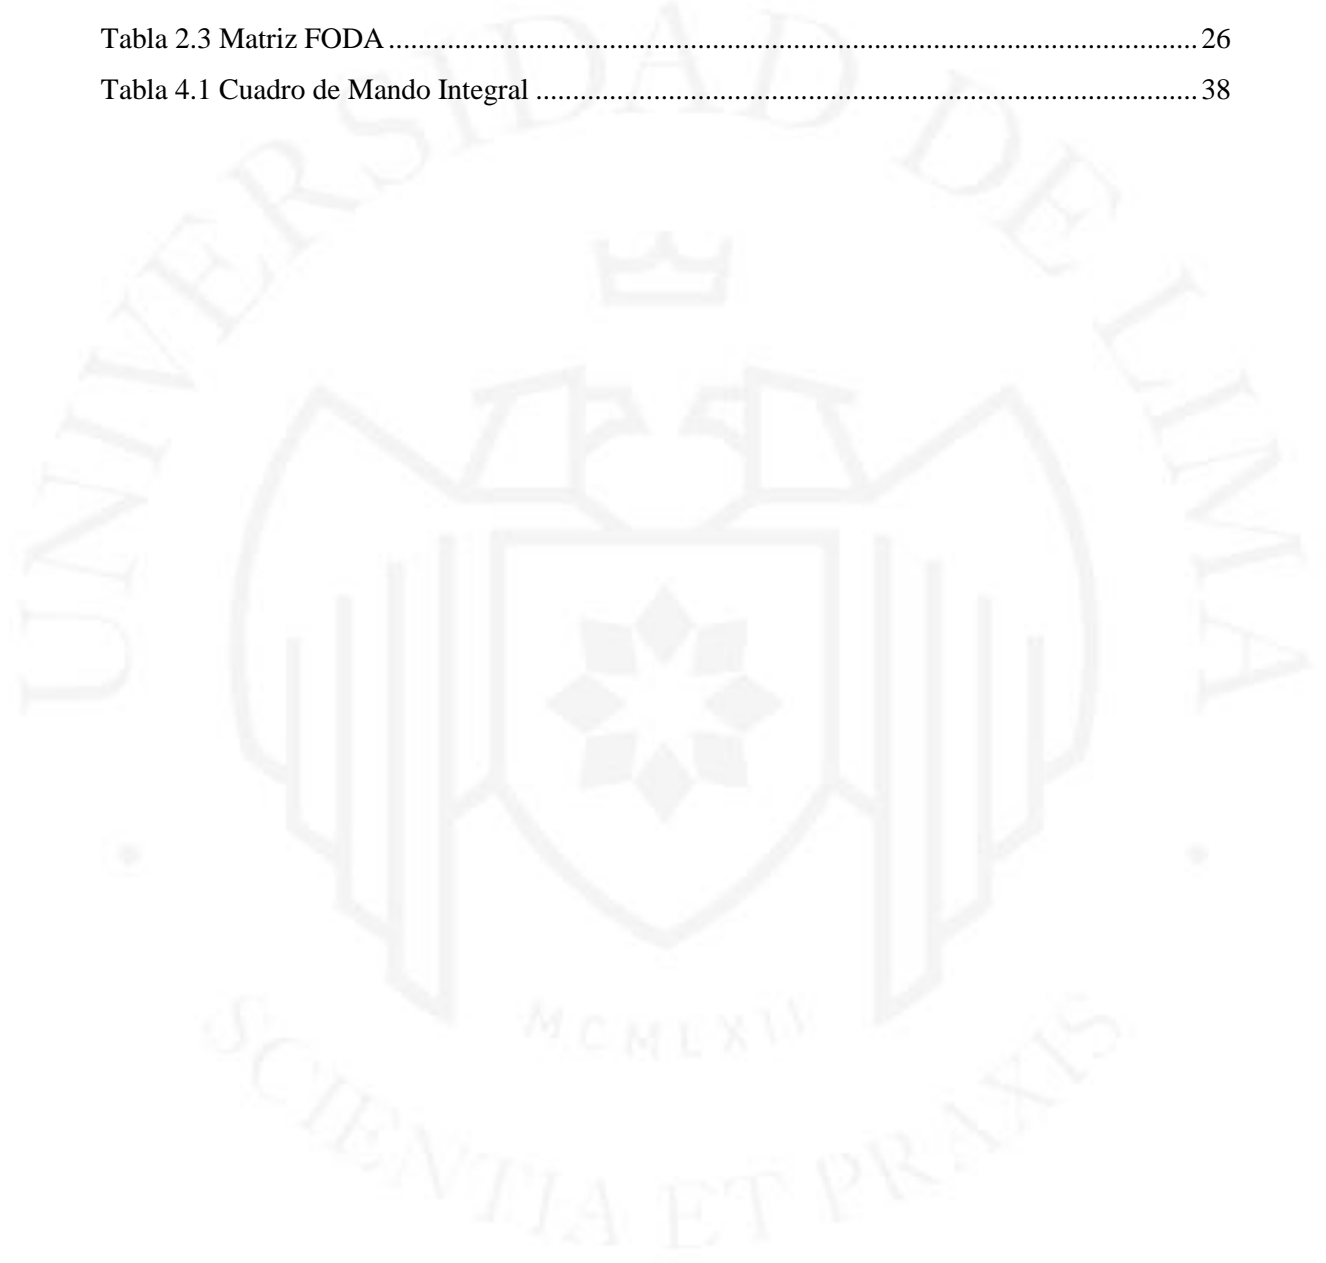 Tabla 2.3 Matriz FODA ........................................................................................................ 26
Tabla 4.1 Cuadro de Mando Integral .......................................................................................... 38
UNIVERSIDAD DE LIMA
MCMLXII
SCIENTIA ET PRAXIS